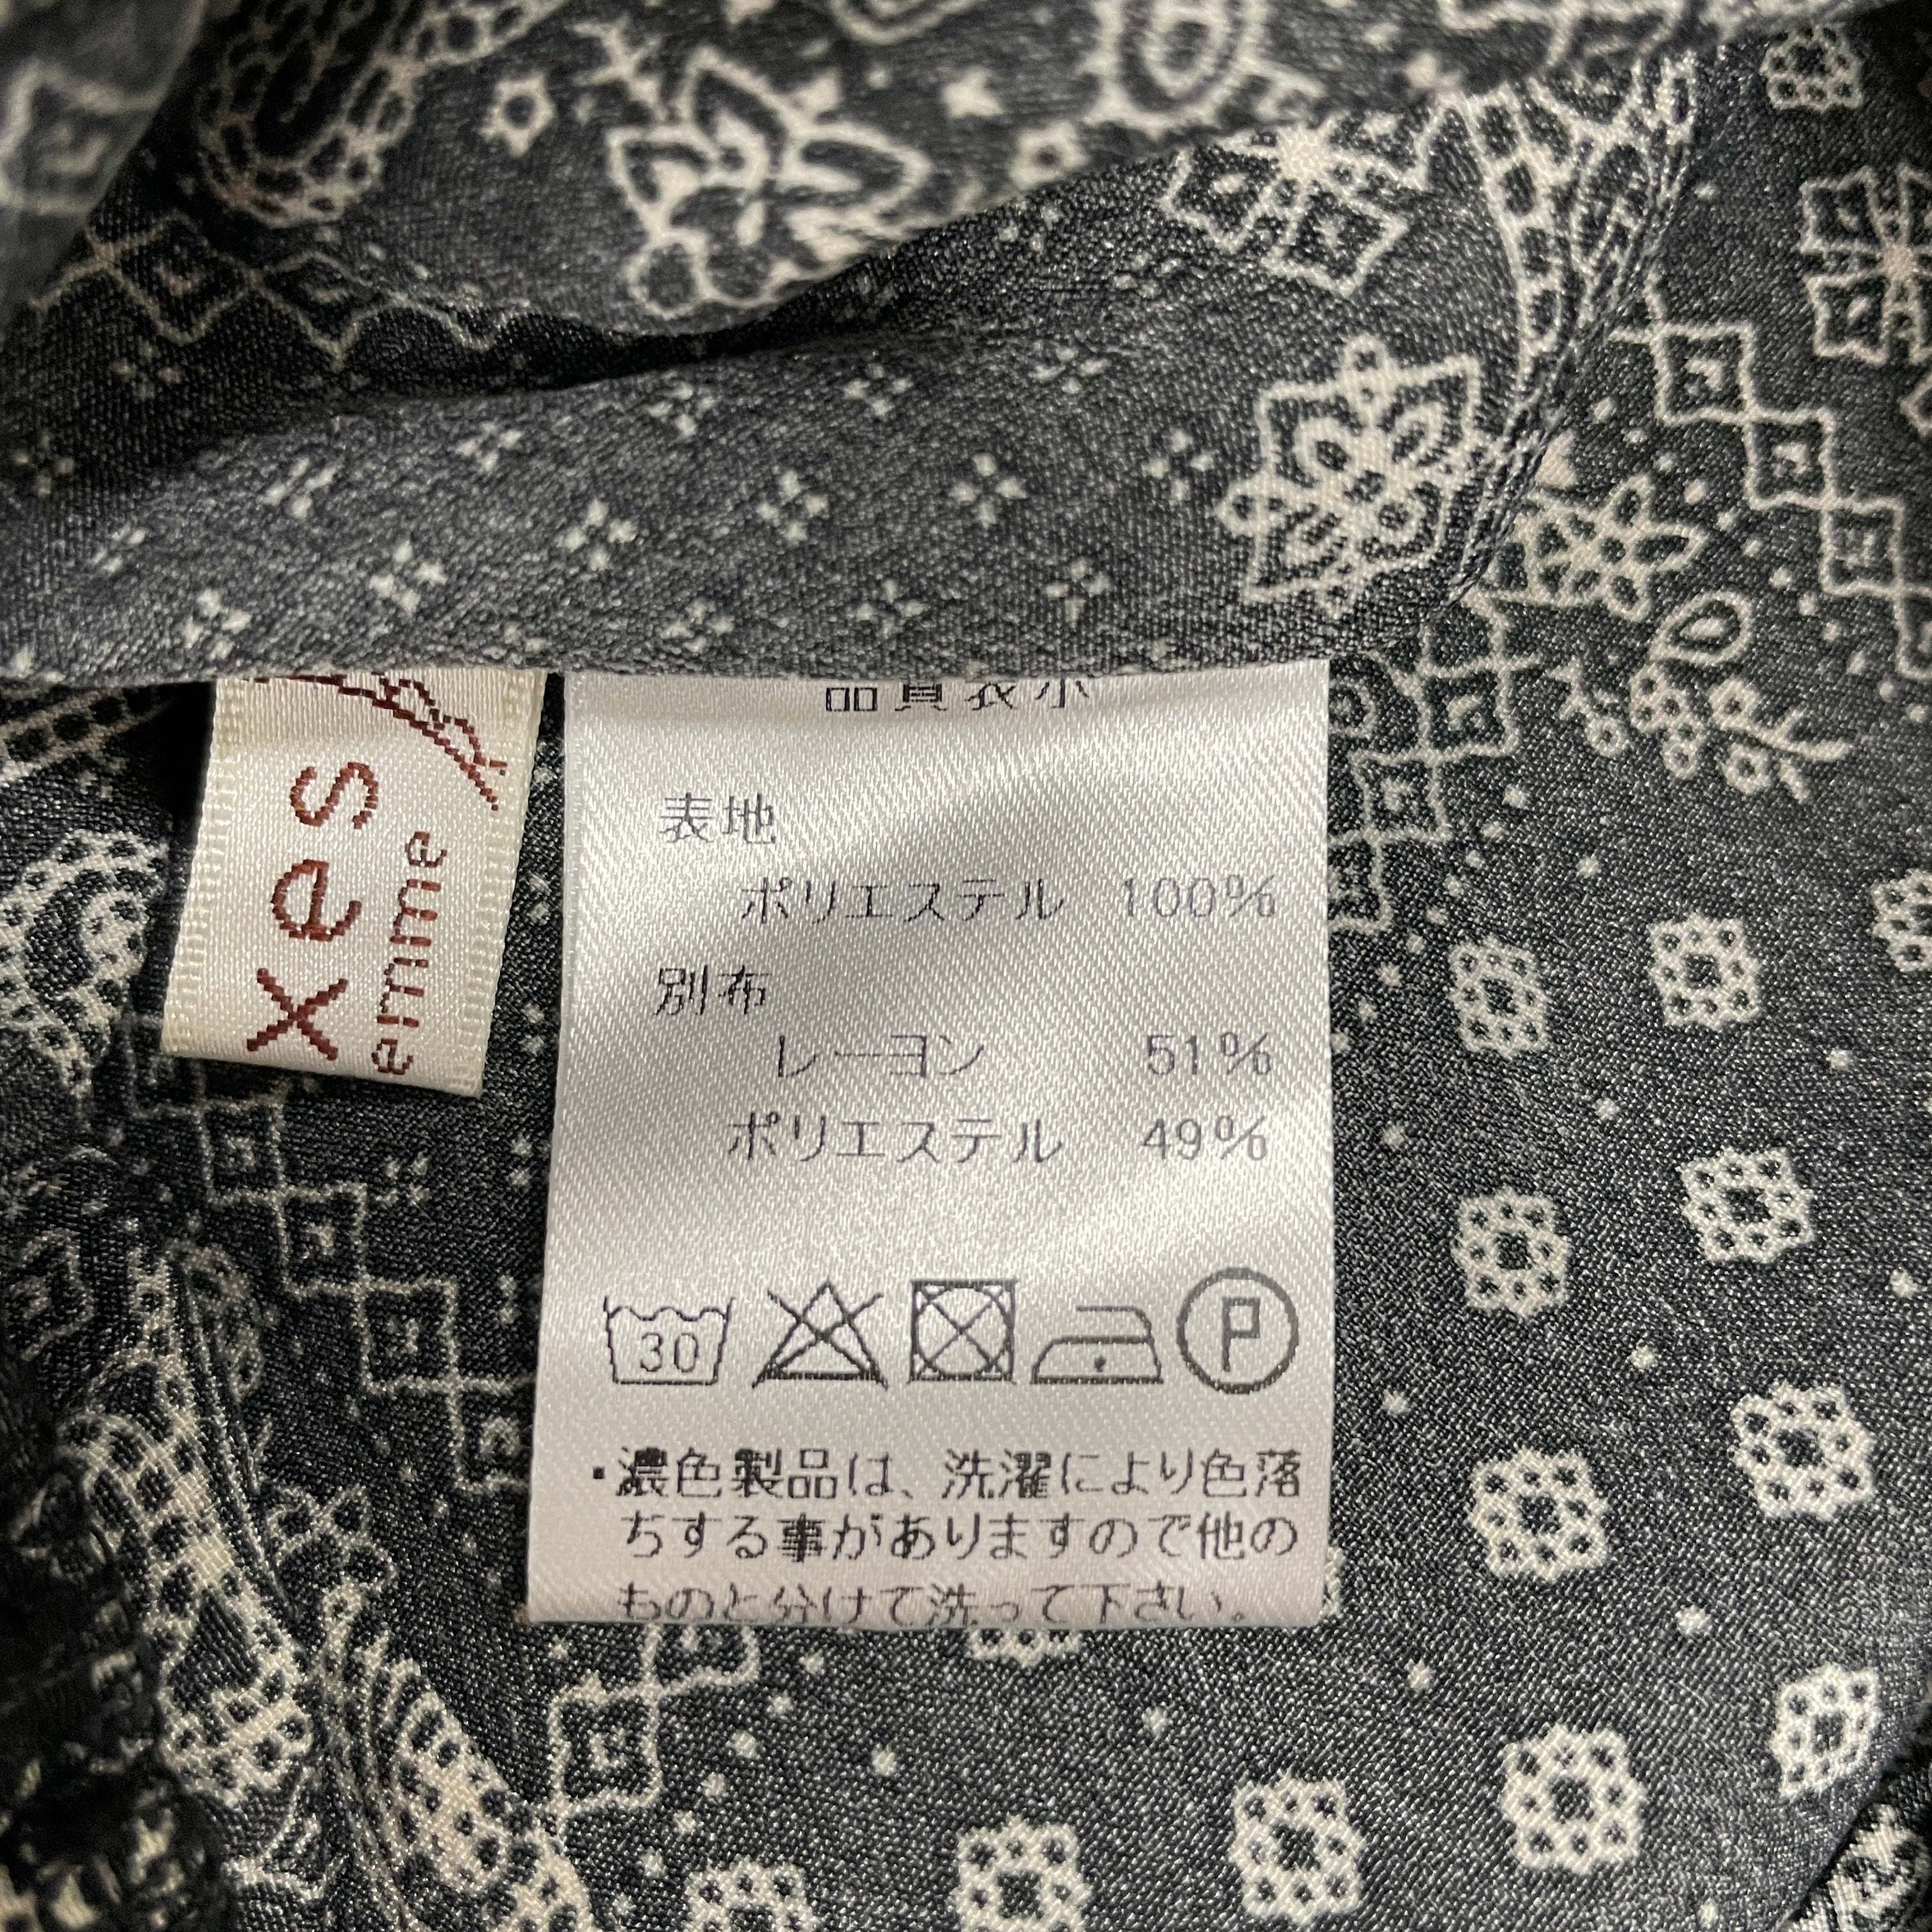 xes
emme
品質表示
表地
ポリエステル 100%
別布
レーヨン 51%
ポリエステル 49%
30
P
・濃色製品は、洗濯により色落
ちする事がありますので他の
ものと分けて洗って下さい。